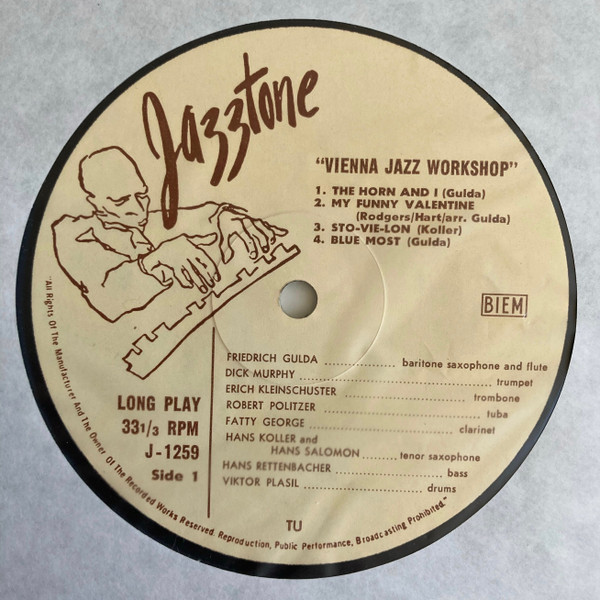 Jazztone
"VIENNA JAZZ WORKSHOP"
1. THE HORN AND I (Gulda)
2. MY FUNNY VALENTINE
(Rodgers/Hart/arr. Gulda)
3. STO-VIE-LON (Koller)
4. BLUE MOST (Gulda)
BIEM
LONG PLAY
33 1/3 RPM
J-1259
Side 1
FRIEDRICH GULDA .................... baritone saxophone and flute
DICK MURPHY .................... trumpet
ERICH KLEINSCHUSTER .................... trombone
ROBERT POLITZER .................... tuba
FATTY GEORGE .................... clarinet
HANS KOLLER and
HANS SALOMON .......... tenor saxophone
HANS RETTENBACHER .................... bass
VIKTOR PLASIL .................... drums
TU
"All Rights Of The Manufacturer And The Owner Of The Recorded Works Reserved. Reproduction, Public Performance, Broadcasting Prohibited."